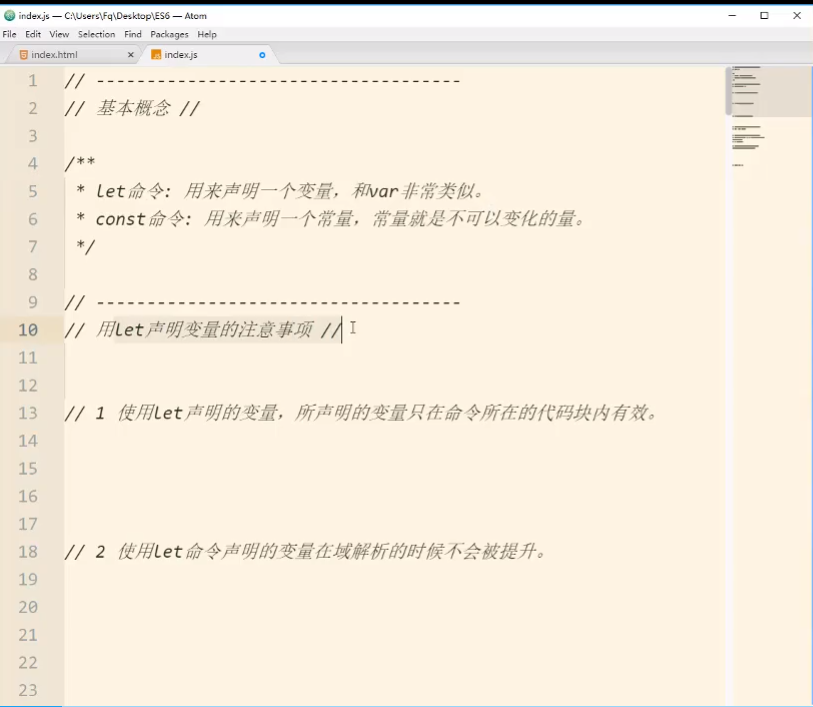 index.js — C:\Users\Fq\Desktop\ES6 — Atom
File Edit View Selection Find Packages Help
index.html index.js
1 // -----------------------------------
2 // 基本概念 //
3
4 /**
5 * let命令: 用来声明一个变量，和var非常类似。
6 * const命令: 用来声明一个常量，常量就是不可以变化的量。
7 */
8
9 // -----------------------------------
10 // 用let声明变量的注意事项 //
11
12
13 // 1 使用let声明的变量，所声明的变量只在命令所在的代码块内有效。
14
15
16
17
18 // 2 使用let命令声明的变量在域解析的时候不会被提升。
19
20
21
22
23